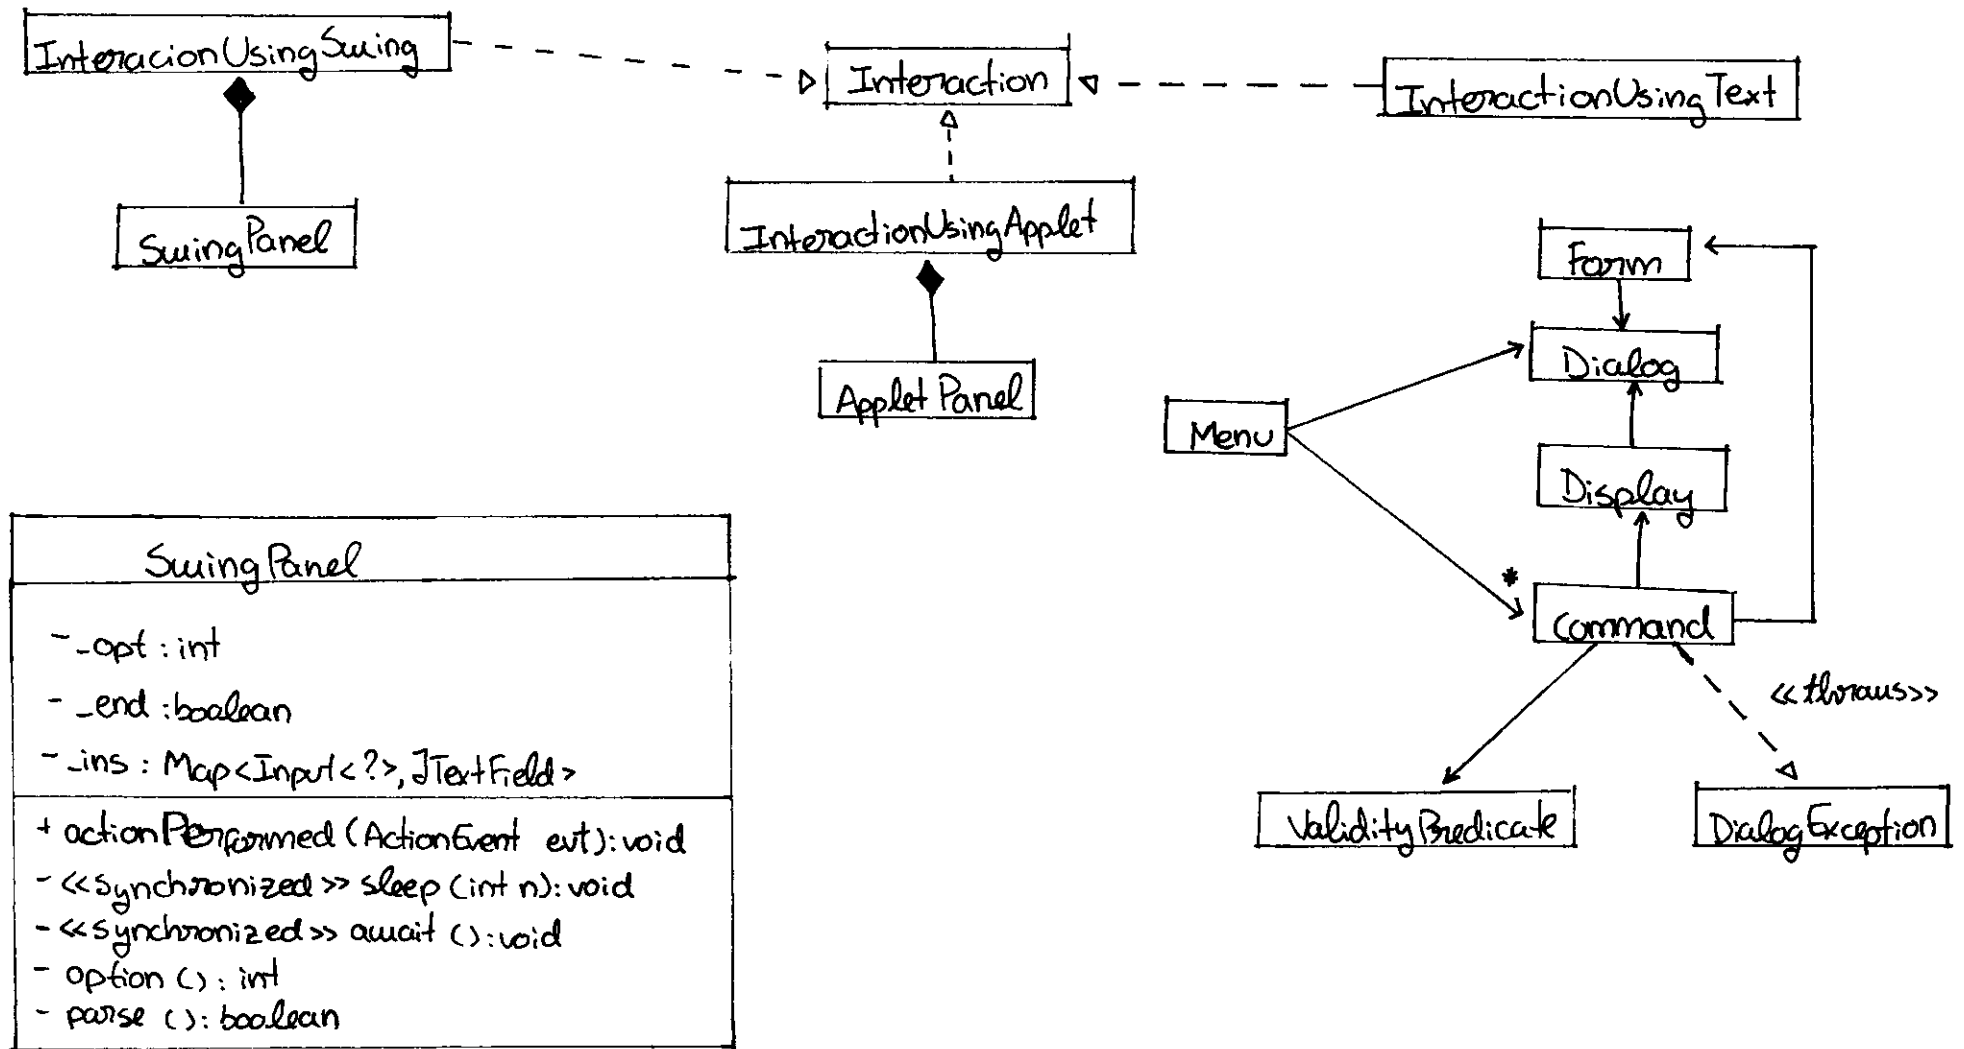 InteracionUsingSwing
Interaction
InteractionUsingText
SwingPanel
InteractionUsingApplet
AppletPanel
Form
Dialog
Menu
Display
*
Command
<<throws>>
ValidityPredicate
DialogException
SwingPanel
- _opt : int
- _end : boolean
- _ins : Map<Input<?>, JTextField>
+ actionPerformed (ActionEvent evt): void
- <<synchronized>> sleep (int n): void
- <<synchronized>> await (): void
- option (): int
- parse (): boolean